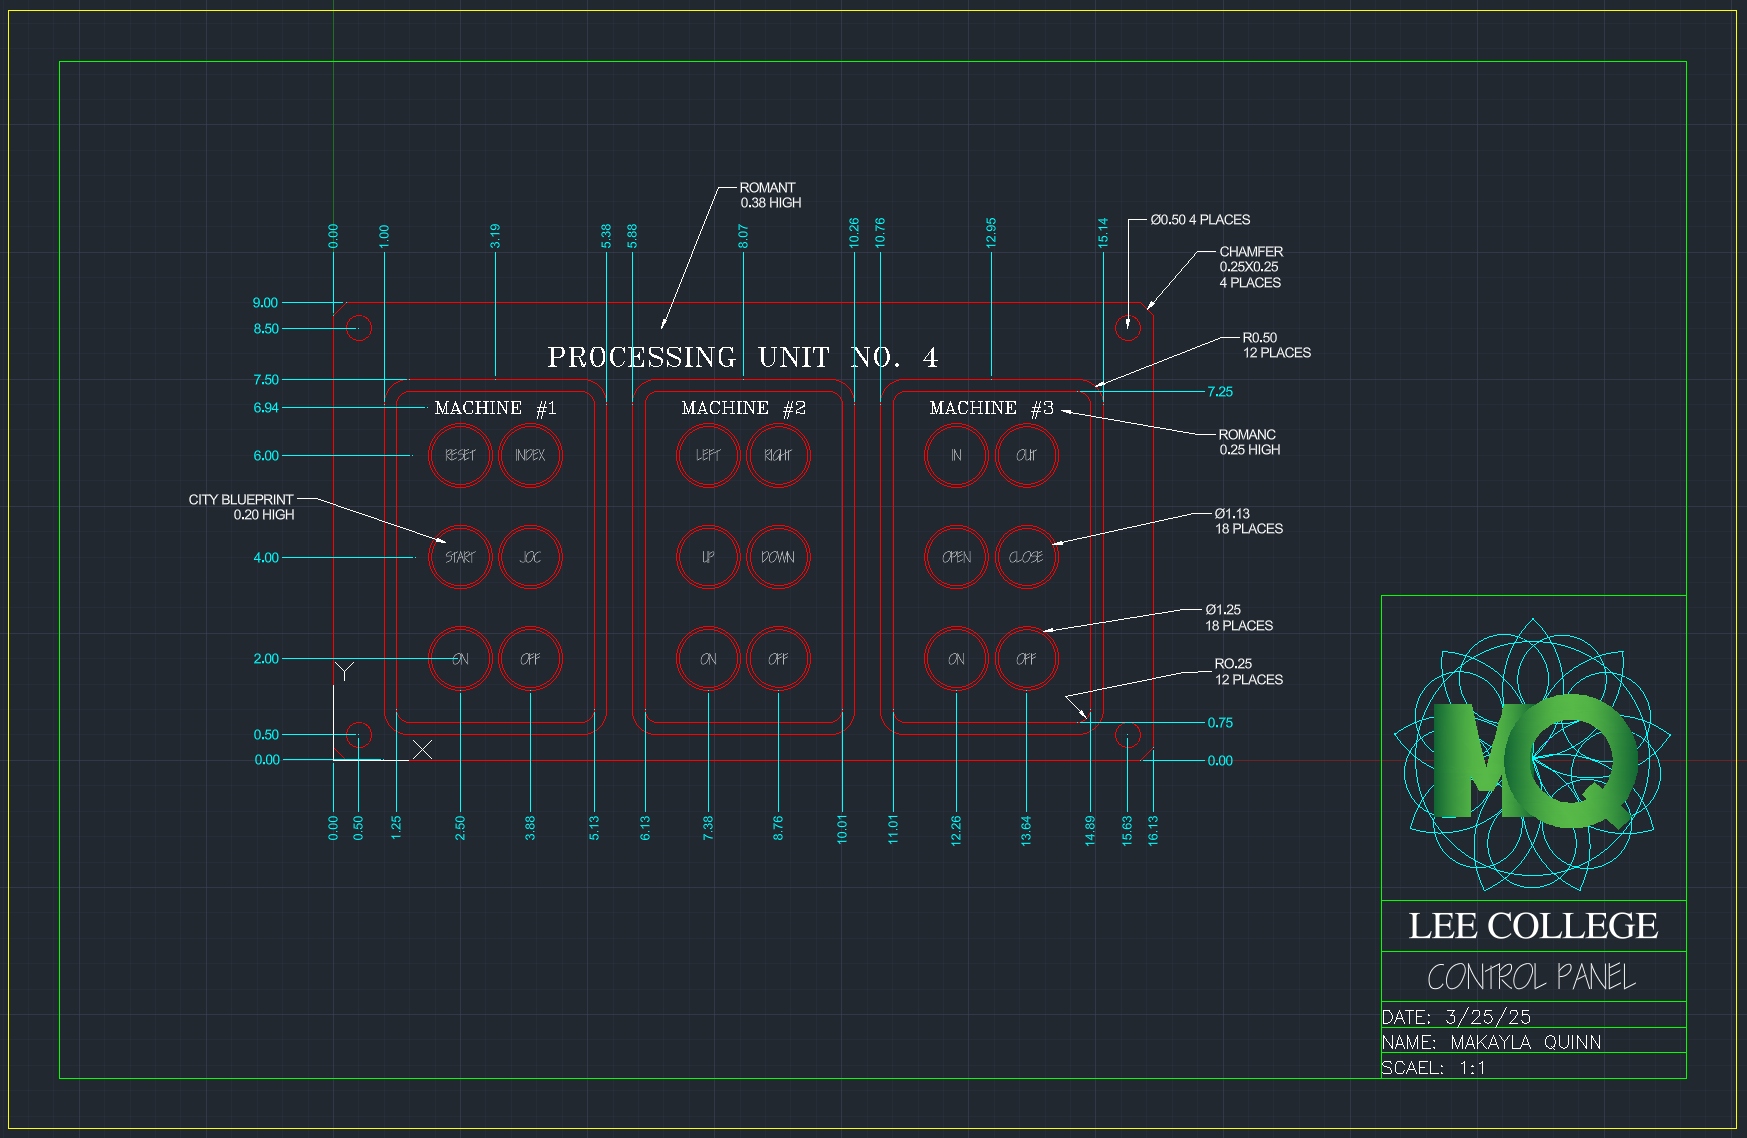 ROMANT
0.38 HIGH
Ø0.50 4 PLACES
0.00
1.00
3.19
5.38
5.88
8.07
10.26
10.76
12.95
15.14
CHAMFER
0.25X0.25
4 PLACES
9.00
8.50
R0.50
12 PLACES
PROCESSING UNIT NO. 4
7.50
7.25
6.94
MACHINE #1
MACHINE #2
MACHINE #3
ROMANC
0.25 HIGH
6.00
RESET
INDEX
LEFT
RIGHT
IN
OUT
CITY BLUEPRINT
0.20 HIGH
Ø1.13
18 PLACES
4.00
START
JOC
UP
DOWN
OPEN
CLOSE
Ø1.25
18 PLACES
2.00
Y
ON
OFF
ON
OFF
ON
OFF
RO.25
12 PLACES
0.75
0.50
X
0.00
0.00
0.00
0.50
1.25
2.50
3.88
5.13
6.13
7.38
8.76
10.01
11.01
12.26
13.64
14.89
15.63
16.13
MQ
LEE COLLEGE
CONTROL PANEL
DATE: 3/25/25
NAME: MAKAYLA QUINN
SCAEL: 1:1